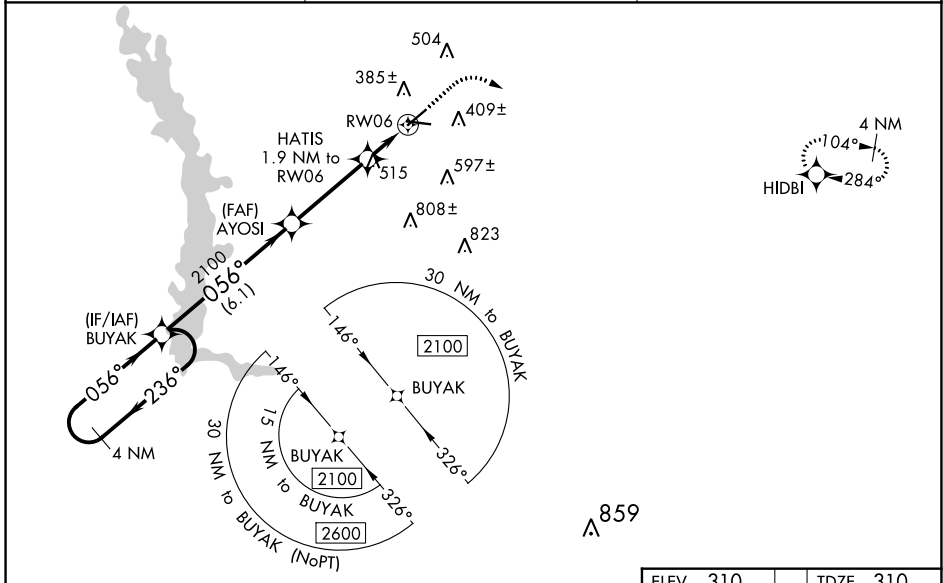 504
385±
409±
RW06
HATIS
1.9 NM to
RW06
515
597±
808±
823
4 NM
104°
284°
HIDBI
(FAF)
AYOSI
2100
056°
(6.1)
(IF/IAF)
BUYAK
056°
236°
4 NM
30 NM to BUYAK
146°
2100
BUYAK
326°
146°
15 NM to BUYAK
BUYAK
2100
326°
2600
30 NM to BUYAK (NoPT)
859
ELEV 310
TDZE 310